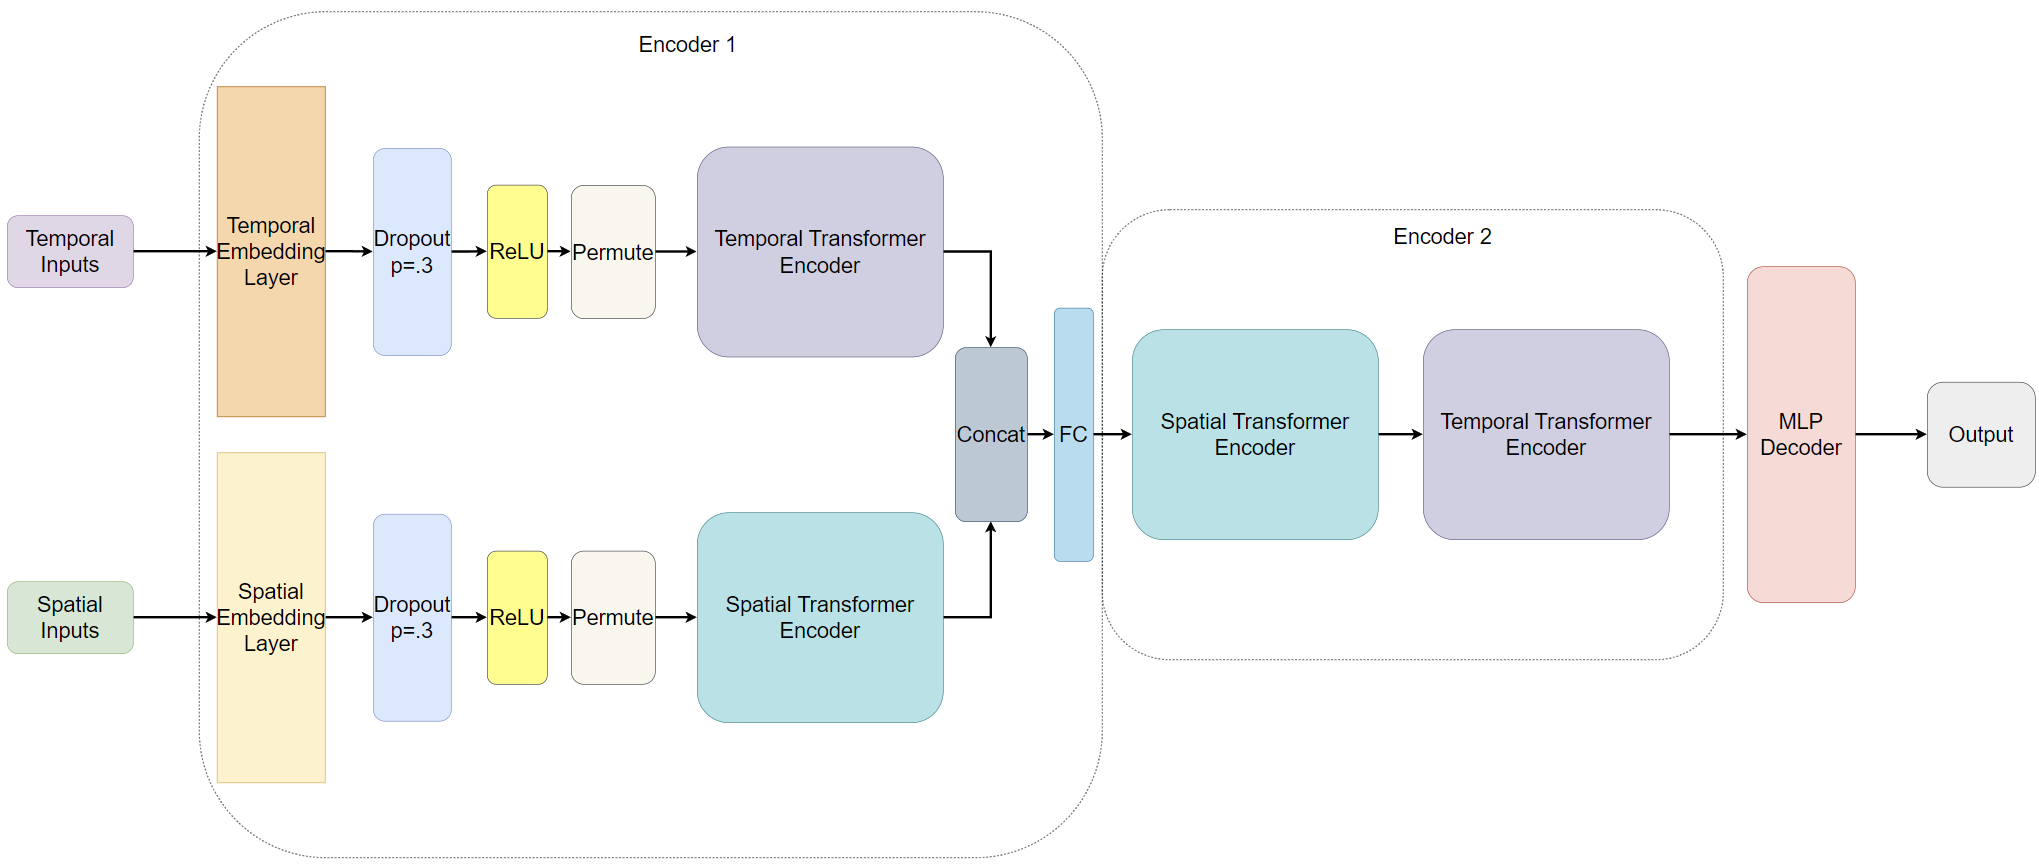 Encoder 1
Temporal
Inputs
Temporal
Embedding
Layer
Dropout
p=.3
ReLU
Permute
Temporal Transformer
Encoder
Spatial
Inputs
Spatial
Embedding
Layer
Dropout
p=.3
ReLU
Permute
Spatial Transformer
Encoder
Concat
FC
Encoder 2
Spatial Transformer
Encoder
Temporal Transformer
Encoder
MLP
Decoder
Output